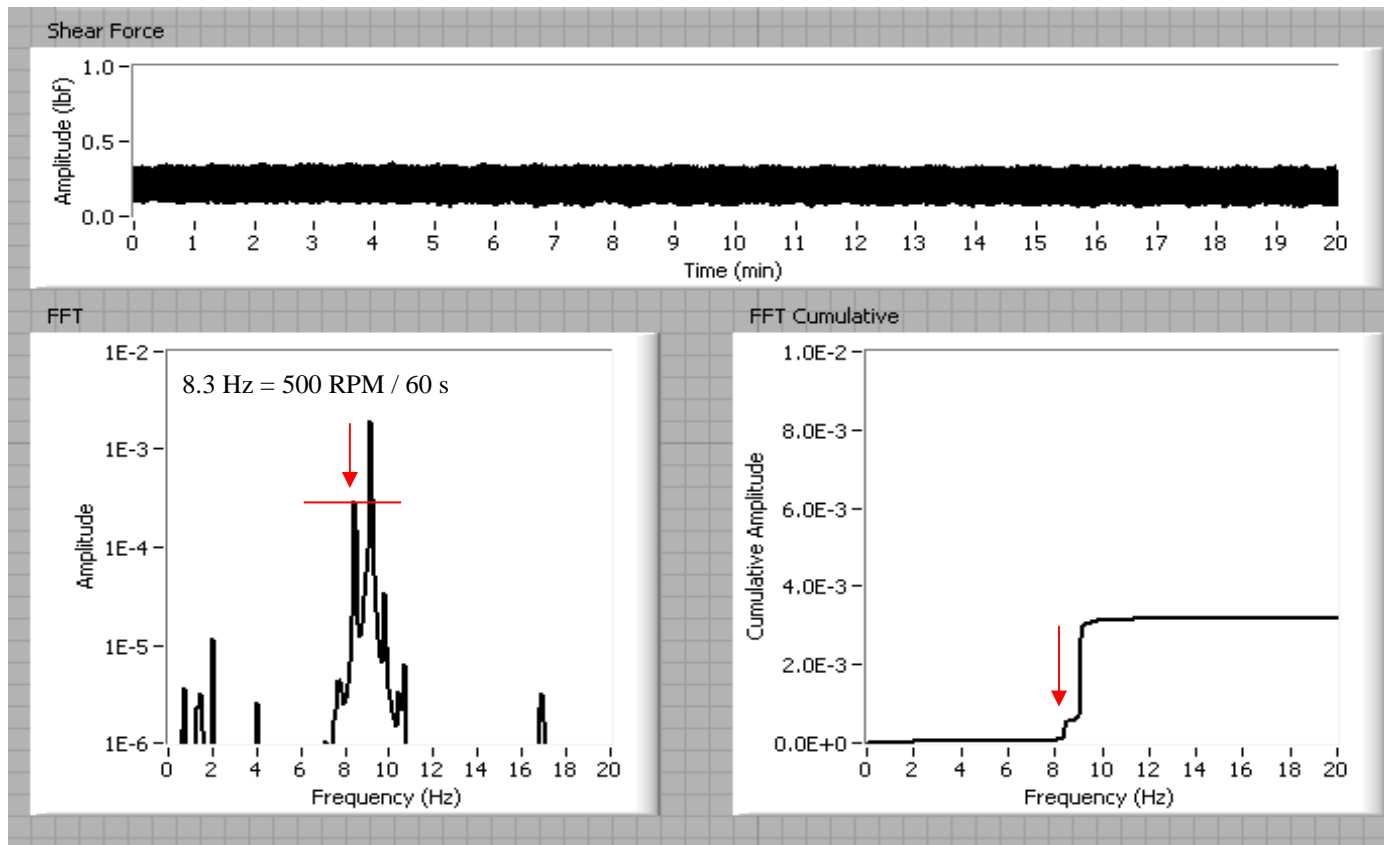 Shear Force
Amplitude (lbf)
1.0
0.5
0.0
0 1 2 3 4 5 6 7 8 9 10 11 12 13 14 15 16 17 18 19 20
Time (min)
FFT
8.3 Hz = 500 RPM / 60 s
Amplitude
1E-2
1E-3
1E-4
1E-5
1E-6
0 2 4 6 8 10 12 14 16 18 20
Frequency (Hz)
FFT Cumulative
Cumulative Amplitude
1.0E-2
8.0E-3
6.0E-3
4.0E-3
2.0E-3
0.0E+0
0 2 4 6 8 10 12 14 16 18 20
Frequency (Hz)